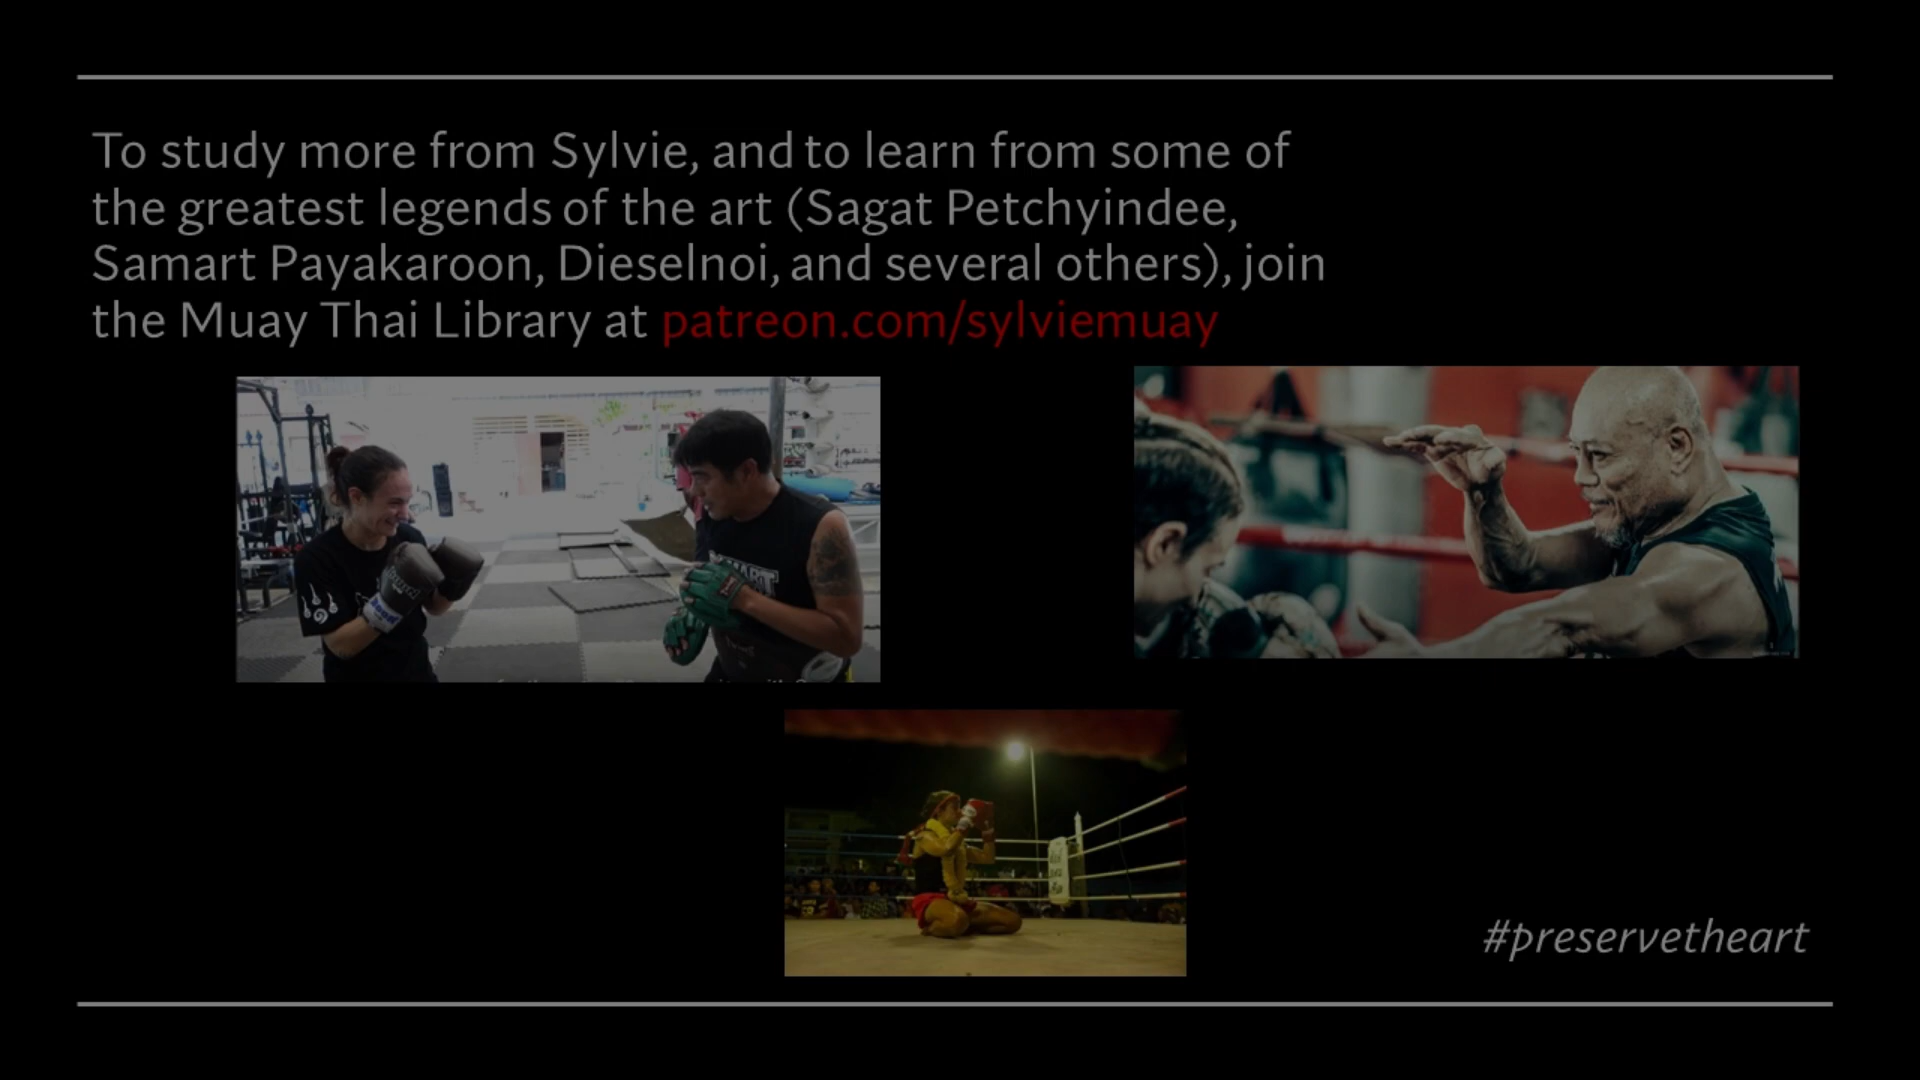 To study more from Sylvie, and to learn from some of
the greatest legends of the art (Sagat Petchyindee,
Samart Payakaroon, Dieselnoi, and several others), join
the Muay Thai Library at patreon.com/sylviemuay
#preservetheart